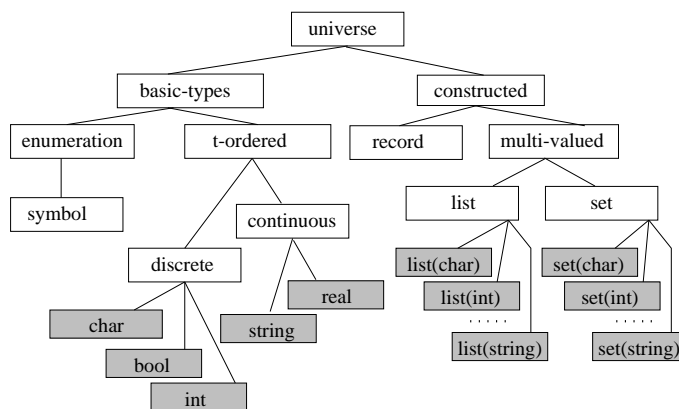 universe
basic-types
constructed
enumeration
t-ordered
record
multi-valued
symbol
continuous
list
set
discrete
list(char)
set(char)
real
list(int)
set(int)
char
string
. . . . .
. . . . .
bool
list(string)
set(string)
int